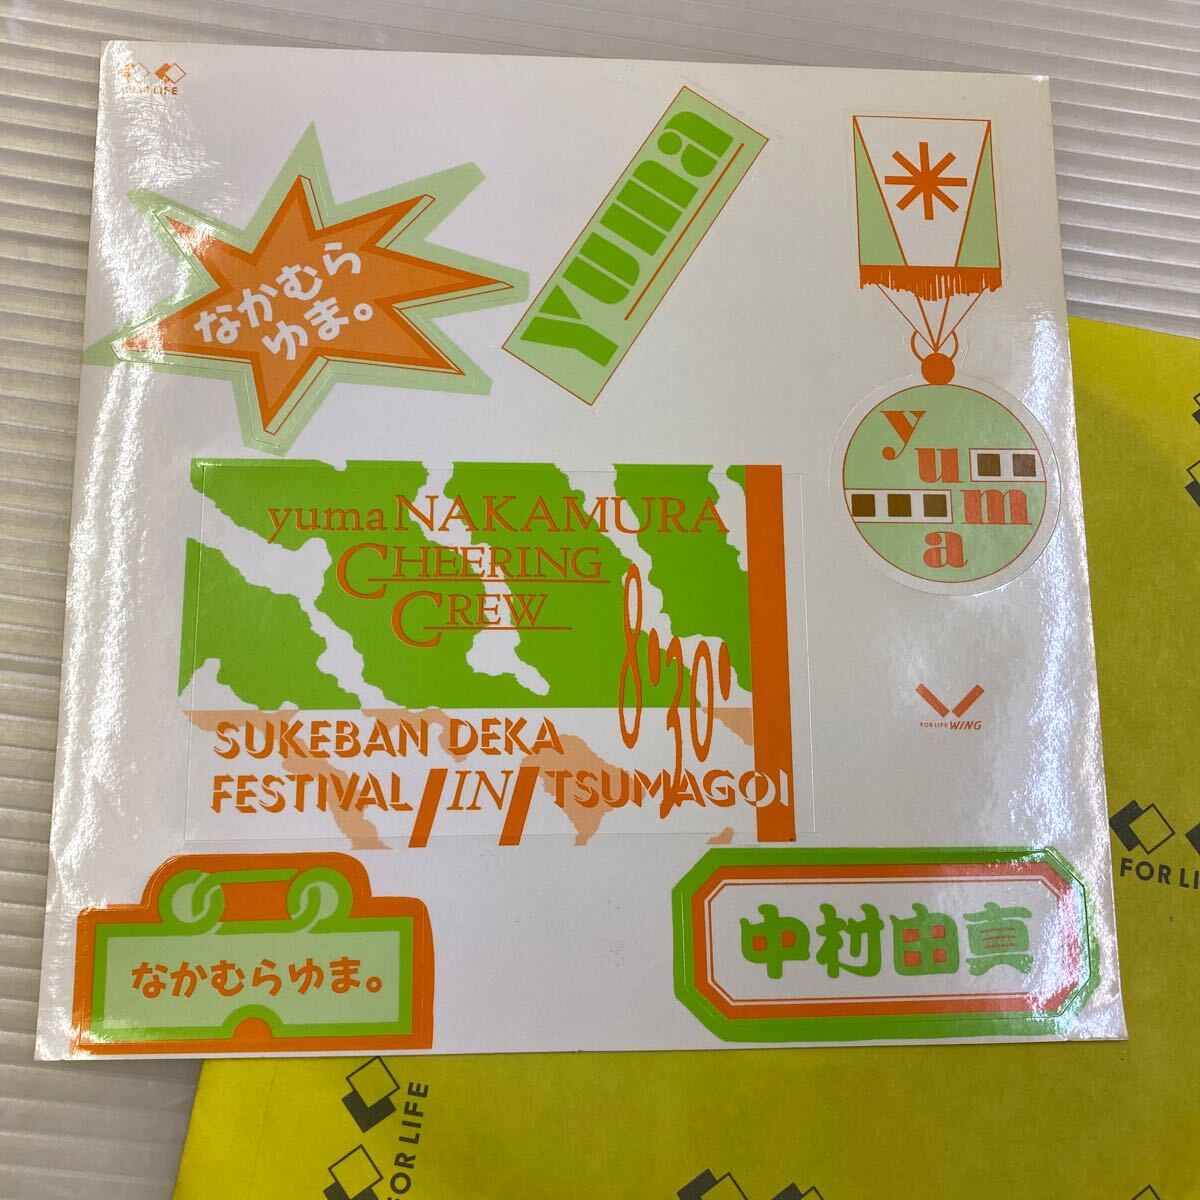 FOR LIFE
なかむら
ゆま。
yuma
yuma
yuma NAKAMURA
CHEERING
CREW
8'30'
SUKEBAN DEKA
FESTIVAL/IN/TSUMAGOI
FOR LIFE WING
なかむらゆま。
中村由真
FOR LIFE
FOR LIFE